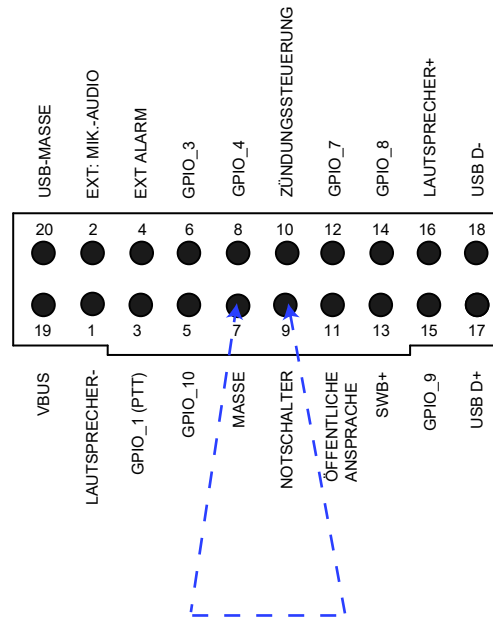 USB-MASSE
EXT: MIK.-AUDIO
EXT ALARM
GPIO_3
GPIO_4
ZÜNDUNGSSTEUERUNG
GPIO_7
GPIO_8
LAUTSPRECHER+
USB D-
20 2 4 6 8 10 12 14 16 18
19 1 3 5 7 9 11 13 15 17
VBUS
LAUTSPRECHER-
GPIO_1 (PTT)
GPIO_10
MASSE
NOTSCHALTER
ÖFFENTLICHE
ANSPRACHE
SWB+
GPIO_9
USB D+